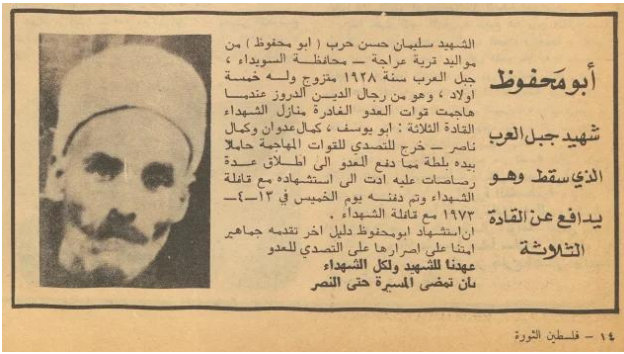 أبو مَحفوظ
شهيد جبل العرب
الذي سقط وهو
يدافع عن القادة
الثلاثة
الشهيد سليمان حسن حرب ( ابو محفوظ ) من
مواليد قرية عراجة — محافظة السويداء ،
جبل العرب سنة ١٩٢٨ متزوج وله خمسة
اولاد ، وهو من رجال الدين الدروز عندما
هاجمت قوات العدو الغادرة منازل الشهداء
القادة الثلاثة : أبو يوسف ، كمال عدوان وكمال
ناصر — خرج للتصدي للقوات المهاجمة حاملا
بيده بلطة مما دفع العدو الى اطلاق عدة
رصاصات عليه ادت الى استشهاده مع قافلة
الشهداء وتم دفنه يوم الخميس في ١٣—٤—
١٩٧٣ مع قافلة الشهداء .
ان استشهاد ابو محفوظ دليل اخر تقدمه جماهير
امتنا على اصرارها على التصدي للعدو
عهدنا للشهيد ولكل الشهداء
بان تمضي المسيرة حتى النصر
١٤ — فلسطين الثورة